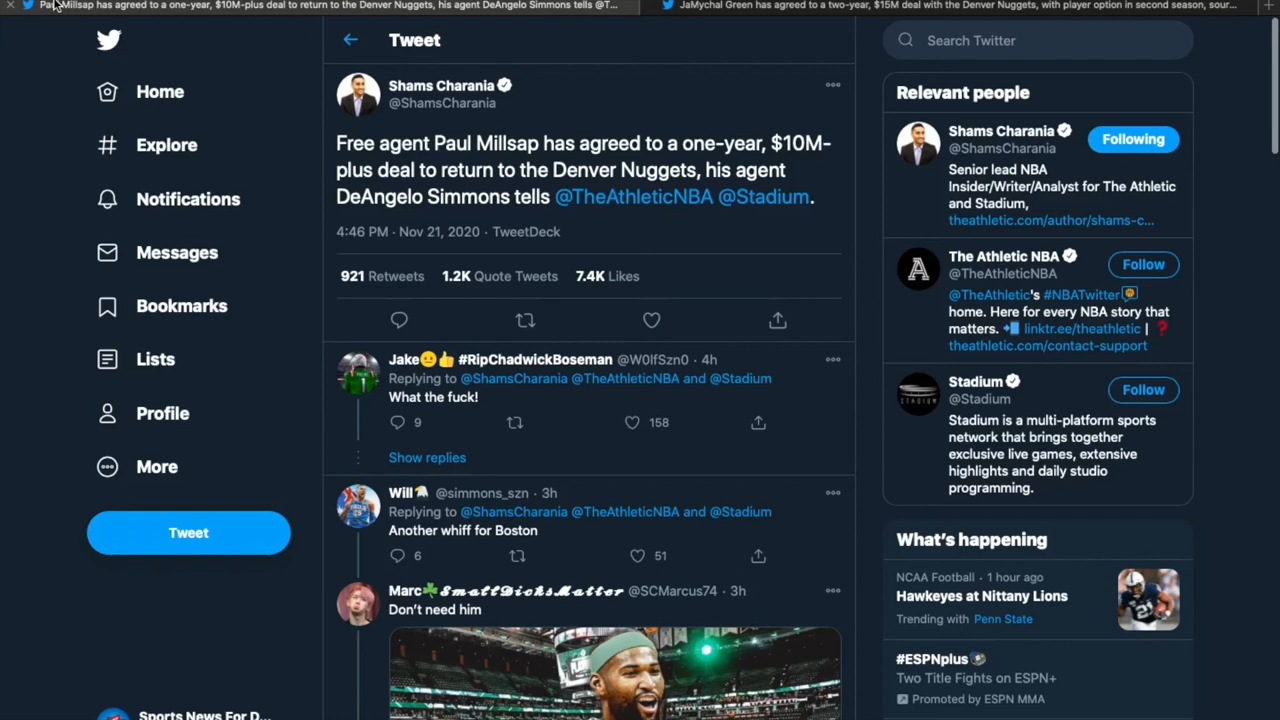 Paul Millsap has agreed to a one-year, $10M-plus deal to return to the Denver Nuggets, his agent DeAngelo Simmons tells @T...
JaMychal Green has agreed to a two-year, $15M deal with the Denver Nuggets, with player option in second season, sour...
Home
Explore
Notifications
Messages
Bookmarks
Lists
Profile
More
Tweet
Sports News For D...
Tweet
Shams Charania
@ShamsCharania
Free agent Paul Millsap has agreed to a one-year, $10M-
plus deal to return to the Denver Nuggets, his agent
DeAngelo Simmons tells @TheAthleticNBA @Stadium.
4:46 PM · Nov 21, 2020 · TweetDeck
921 Retweets 1.2K Quote Tweets 7.4K Likes
Jake😐👍 #RipChadwickBoseman @W0lfSzn0 · 4h
Replying to @ShamsCharania @TheAthleticNBA and @Stadium
What the fuck!
9 158
Show replies
Will🦅 @simmons_szn · 3h
Replying to @ShamsCharania @TheAthleticNBA and @Stadium
Another whiff for Boston
6 51
Marc☘️𝓢𝓶𝓪𝓵𝓵𝓓𝓲𝓬𝓴𝓼𝓜𝓪𝓽𝓽𝓮𝓻 @SCMarcus74 · 3h
Don't need him
Search Twitter
Relevant people
Shams Charania
@ShamsCharania
Following
Senior lead NBA
Insider/Writer/Analyst for The Athletic
and Stadium,
theathletic.com/author/shams-c...
The Athletic NBA
@TheAthleticNBA
Follow
@TheAthletic's #NBATwitter
home. Here for every NBA story that
matters. 📲 linktr.ee/theathletic | ❓
theathletic.com/contact-support
Stadium
@Stadium
Follow
Stadium is a multi-platform sports
network that brings together
exclusive live games, extensive
highlights and daily studio
programming.
What's happening
NCAA Football · 1 hour ago
Hawkeyes at Nittany Lions
Trending with Penn State
#ESPNplus
Two Title Fights on ESPN+
Promoted by ESPN MMA